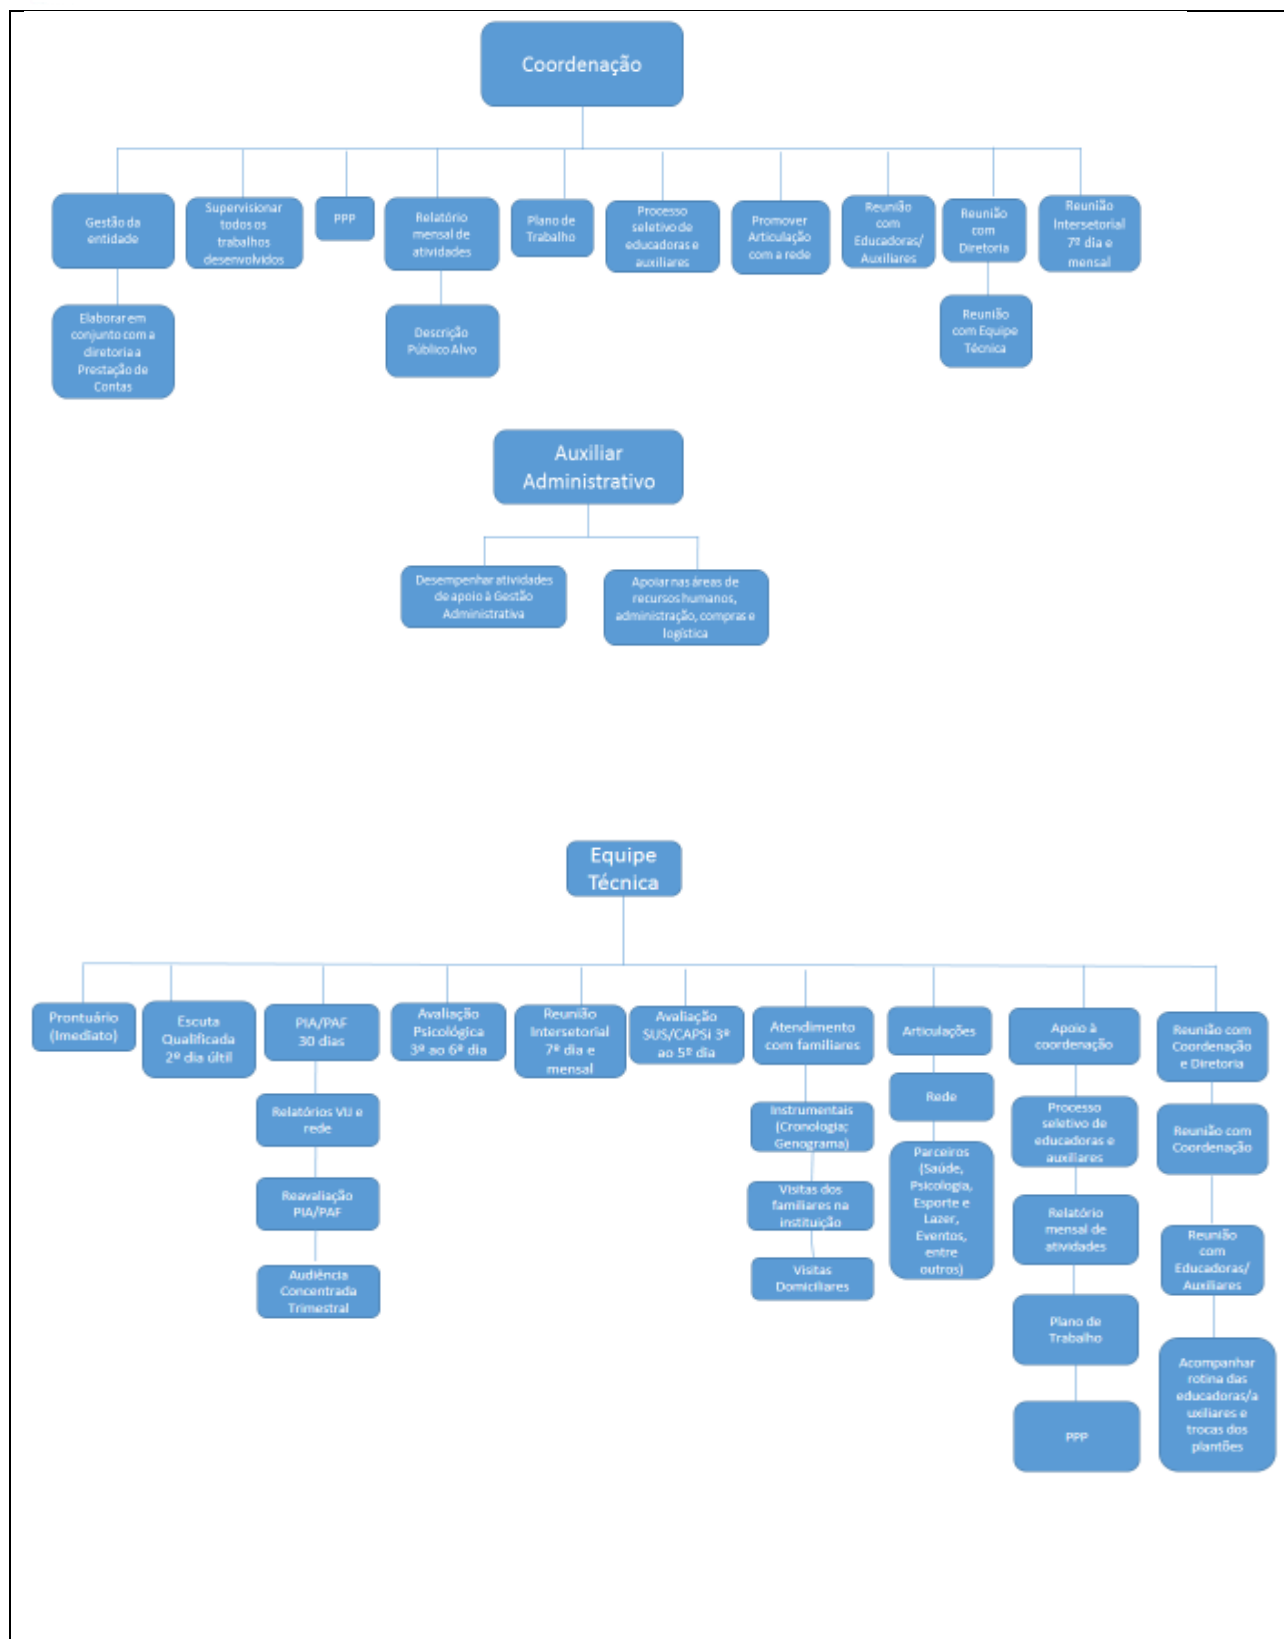 Coordenação
Gestão da
entidade
Supervisionar
todos os
trabalhos
desenvolvidos
PPP
Relatório
mensal de
atividades
Plano de
Trabalho
Processo
seletivo de
educadoras e
auxiliares
Promover
Articulação
com a rede
Reunião
com
Educadoras/
Auxiliares
Reunião
com
Diretoria
Reunião
Intersetorial
7º dia e
mensal
Elaborar em
conjunto com a
diretoria a
Prestação de
Contas
Descrição
Público Alvo
Reunião
com Equipe
Técnica
Auxiliar
Administrativo
Desempenhar atividades
de apoio à Gestão
Administrativa
Apoiar nas áreas de
recursos humanos,
administração, compras e
logística
Equipe
Técnica
Prontuário
(Imediato)
Escuta
Qualificada
2º dia últil
PIA/PAF
30 dias
Avaliação
Psicológica
3º ao 6º dia
Reunião
Intersetorial
7º dia e
mensal
Avaliação
SUS/CAPSi 3º
ao 5º dia
Atendimento
com familiares
Articulações
Apoio à
coordenação
Reunião com
Coordenação
e Diretoria
Relatórios VIJ e
rede
Reavaliação
PIA/PAF
Audiência
Concentrada
Trimestral
Instrumentais
(Cronologia;
Genograma)
Visitas dos
familiares na
instituição
Visitas
Domiciliares
Rede
Parceiros
(Saúde,
Psicologia,
Esporte e
Lazer,
Eventos,
entre
outros)
Processo
seletivo de
educadoras e
auxiliares
Relatório
mensal de
atividades
Plano de
Trabalho
PPP
Reunião com
Coordenação
Reunião
com
Educadoras/
Auxiliares
Acompanhar
rotina das
educadoras/a
uxiliares e
trocas dos
plantões